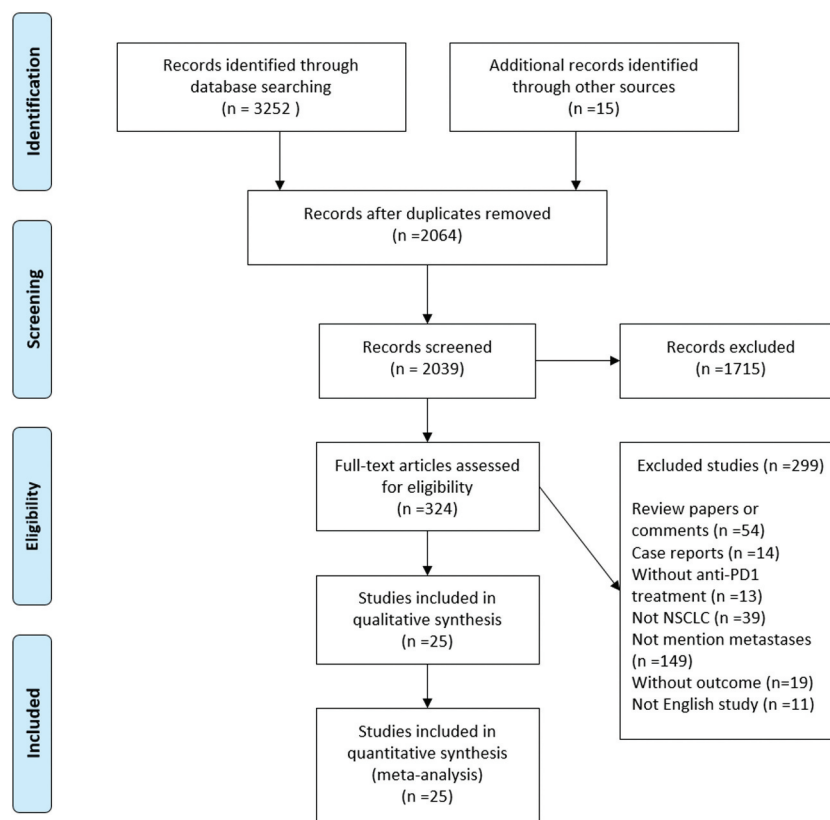 Identification
Records identified through
database searching
(n = 3252 )
Additional records identified
through other sources
(n =15)
Records after duplicates removed
(n =2064)
Screening
Records screened
(n = 2039)
Records excluded
(n =1715)
Eligibility
Full-text articles assessed
for eligibility
(n =324)
Excluded studies (n =299)
Review papers or
comments (n =54)
Case reports (n =14)
Without anti-PD1
treatment (n =13)
Not NSCLC (n =39)
Not mention metastases
(n =149)
Without outcome (n=19)
Not English study (n =11)
Studies included in
qualitative synthesis
(n =25)
Included
Studies included in
quantitative synthesis
(meta-analysis)
(n =25)